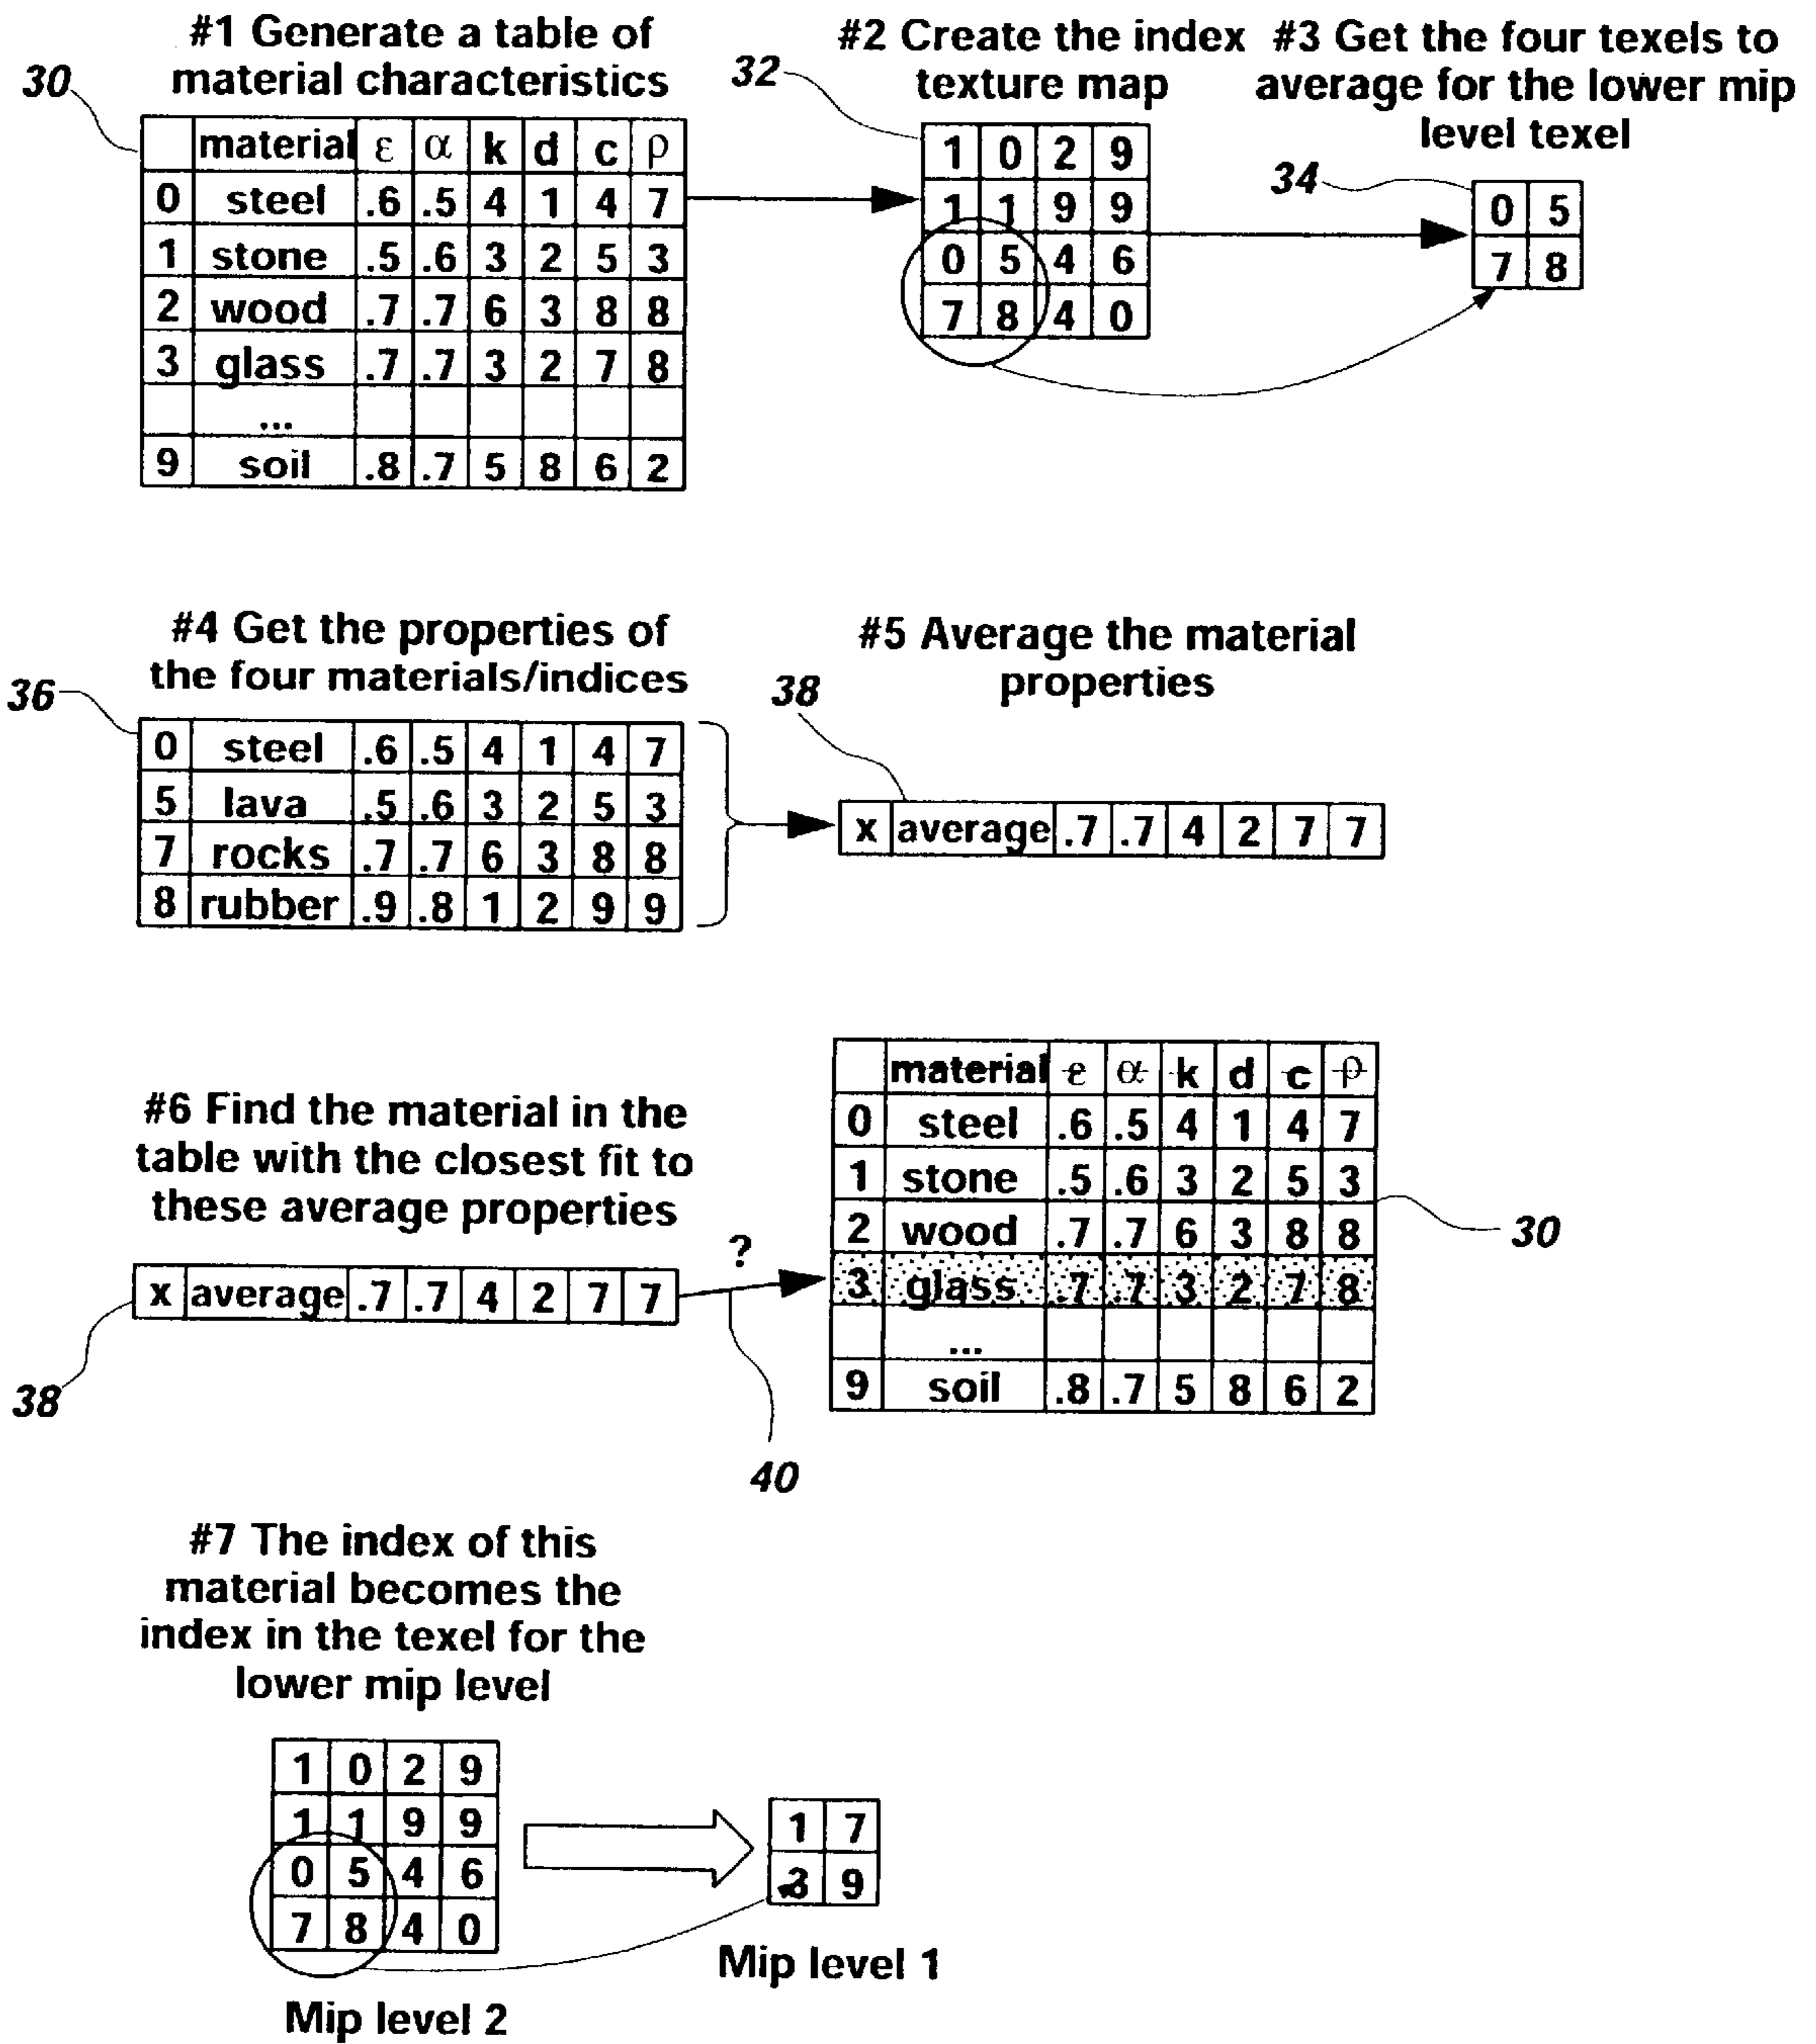 #1 Generate a table of
material characteristics
30
material ε α k d c ρ
0 steel .6 .5 4 1 4 7
1 stone .5 .6 3 2 5 3
2 wood .7 .7 6 3 8 8
3 glass .7 .7 3 2 7 8
...
9 soil .8 .7 5 8 6 2
#2 Create the index
texture map
32
1 0 2 9
1 1 9 9
0 5 4 6
7 8 4 0
#3 Get the four texels to
average for the lower mip
level texel
34
0 5
7 8
#4 Get the properties of
the four materials/indices
36
0 steel .6 .5 4 1 4 7
5 lava .5 .6 3 2 5 3
7 rocks .7 .7 6 3 8 8
8 rubber .9 .8 1 2 9 9
#5 Average the material
properties
38
x average .7 .7 4 2 7 7
#6 Find the material in the
table with the closest fit to
these average properties
x average .7 .7 4 2 7 7
38
?
40
material ε α k d c ρ
0 steel .6 .5 4 1 4 7
1 stone .5 .6 3 2 5 3
2 wood .7 .7 6 3 8 8
3 glass .7 .7 3 2 7 8
...
9 soil .8 .7 5 8 6 2
30
#7 The index of this
material becomes the
index in the texel for the
lower mip level
1 0 2 9
1 1 9 9
0 5 4 6
7 8 4 0
Mip level 2
1 7
3 9
Mip level 1